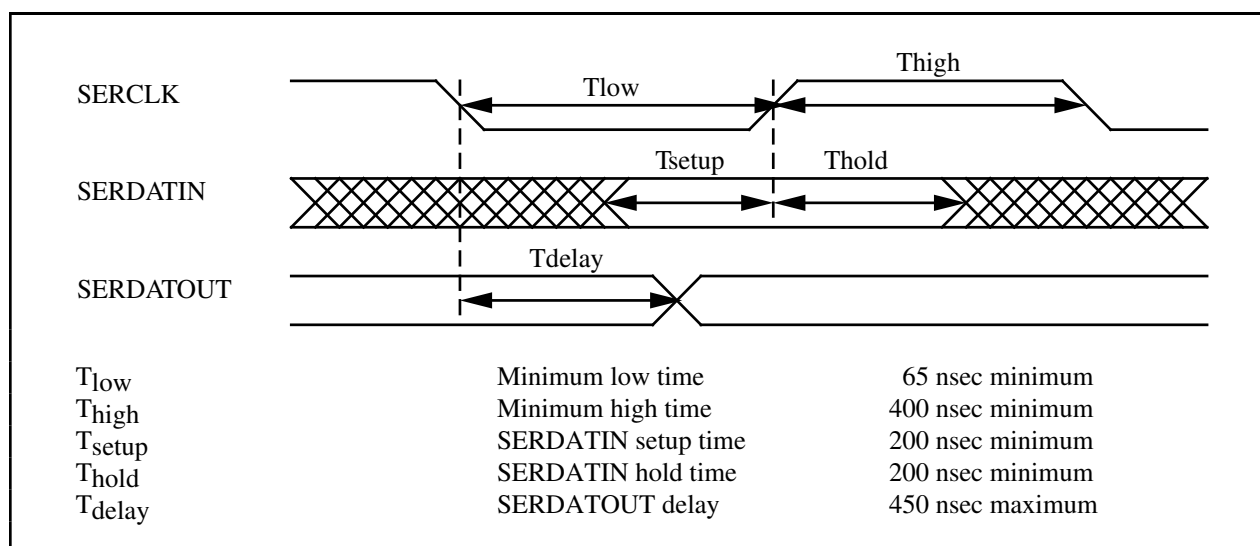 SERCLK
Tlow
Thigh
SERDATIN
Tsetup
Thold
SERDATOUT
Tdelay
Tlow Minimum low time 65 nsec minimum
Thigh Minimum high time 400 nsec minimum
Tsetup SERDATIN setup time 200 nsec minimum
Thold SERDATIN hold time 200 nsec minimum
Tdelay SERDATOUT delay 450 nsec maximum